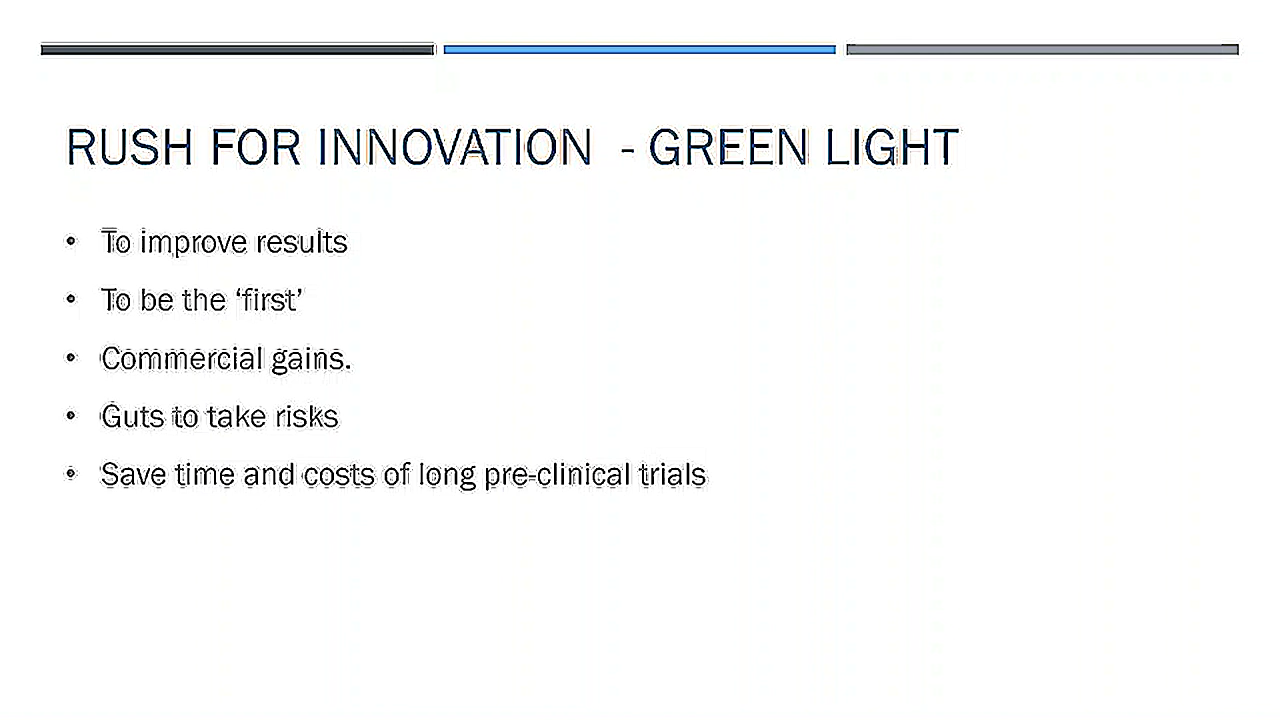 RUSH FOR INNOVATION - GREEN LIGHT
• To improve results
• To be the ‘first’
• Commercial gains.
• Guts to take risks
• Save time and costs of long pre-clinical trials